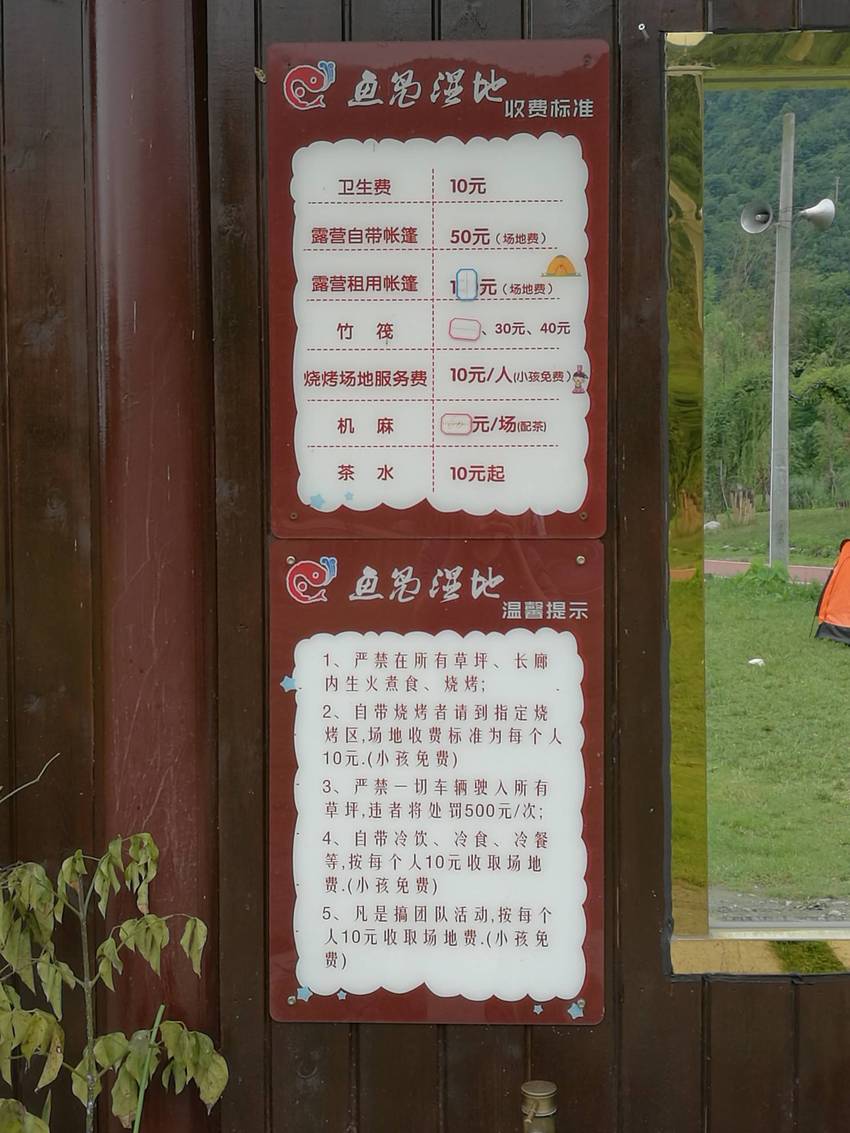 鱼凫湿地
收费标准
卫生费 10元
露营自带帐篷 50元（场地费）
露营租用帐篷 元（场地费）
竹 筏 、30元、40元
烧烤场地服务费 10元/人(小孩免费)
机 麻 元/场(配茶)
茶 水 10元起
鱼凫湿地
温馨提示
1、严禁在所有草坪、长廊
内生火煮食、烧烤;
2、自带烧烤者请到指定烧
烤区,场地收费标准为每个人
10元.(小孩免费)
3、严禁一切车辆驶入所有
草坪,违者将处罚500元/次;
4、自带冷饮、冷食、冷餐
等,按每个人10元收取场地
费.(小孩免费)
5、凡是搞团队活动,按每个
人10元收取场地费.(小孩免
费)